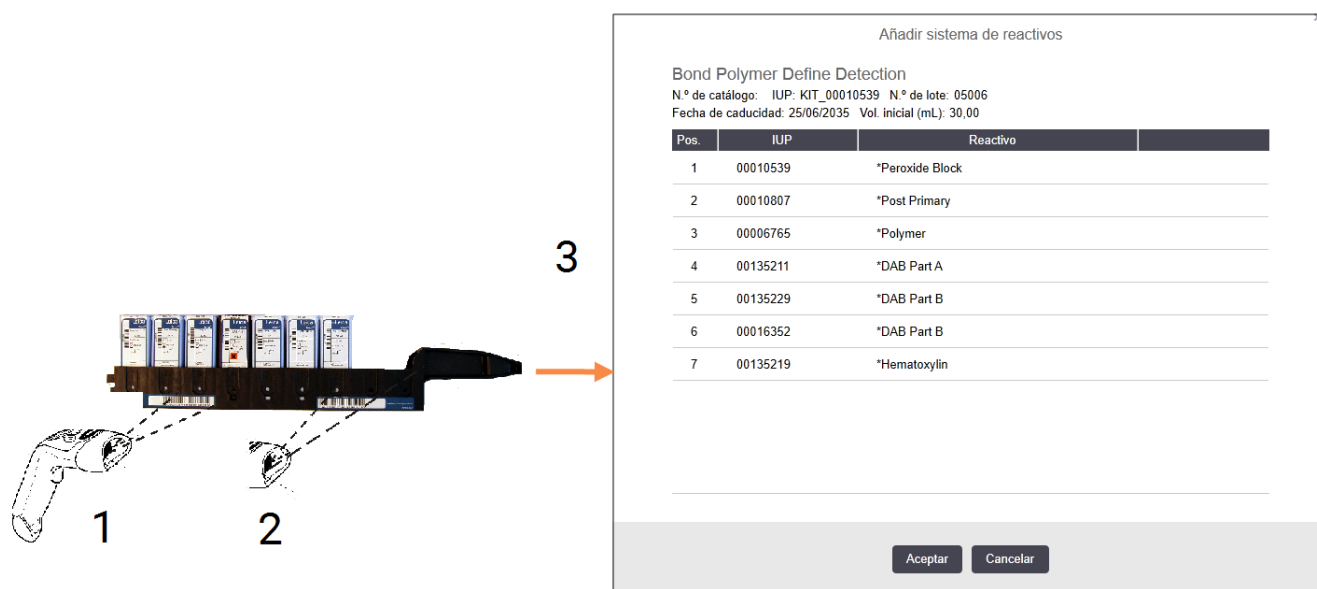 Añadir sistema de reactivos
Bond Polymer Define Detection
N.º de catálogo: IUP: KIT_00010539 N.º de lote: 05006
Fecha de caducidad: 25/06/2035 Vol. inicial (mL): 30,00
Pos. IUP Reactivo
1 00010539 *Peroxide Block
2 00010807 *Post Primary
3 00006765 *Polymer
4 00135211 *DAB Part A
5 00135229 *DAB Part B
6 00016352 *DAB Part B
7 00135219 *Hematoxylin
Aceptar Cancelar
3
1 2